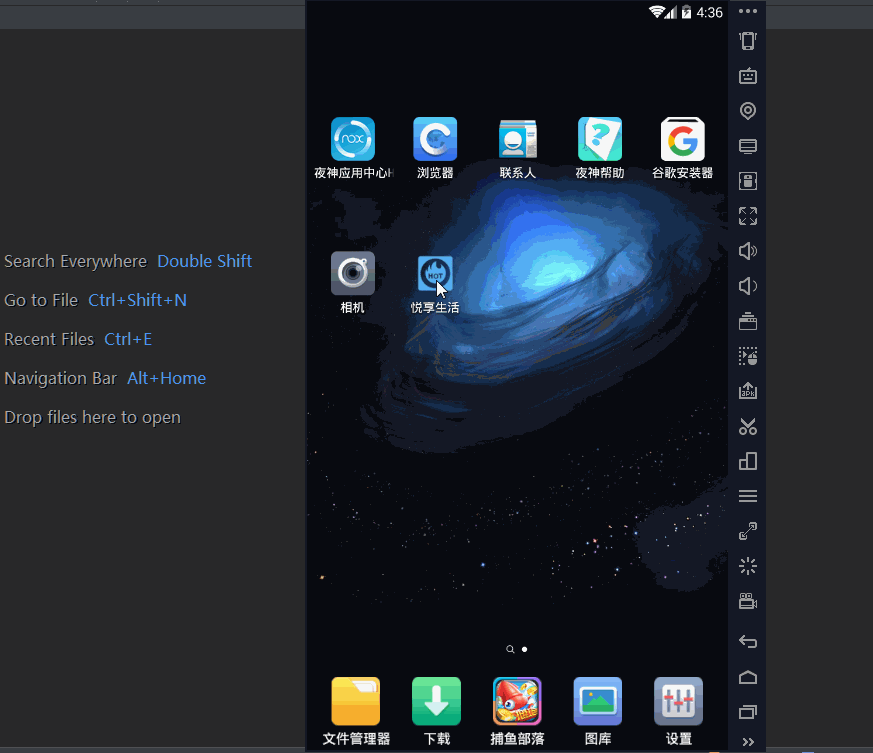 4:36
nox
夜神应用中心H
浏览器
联系人
夜神帮助
谷歌安装器
HOT
相机
悦享生活
Search Everywhere Double Shift
Go to File Ctrl+Shift+N
Recent Files Ctrl+E
Navigation Bar Alt+Home
Drop files here to open
文件管理器
下载
捕鱼部落
图库
设置